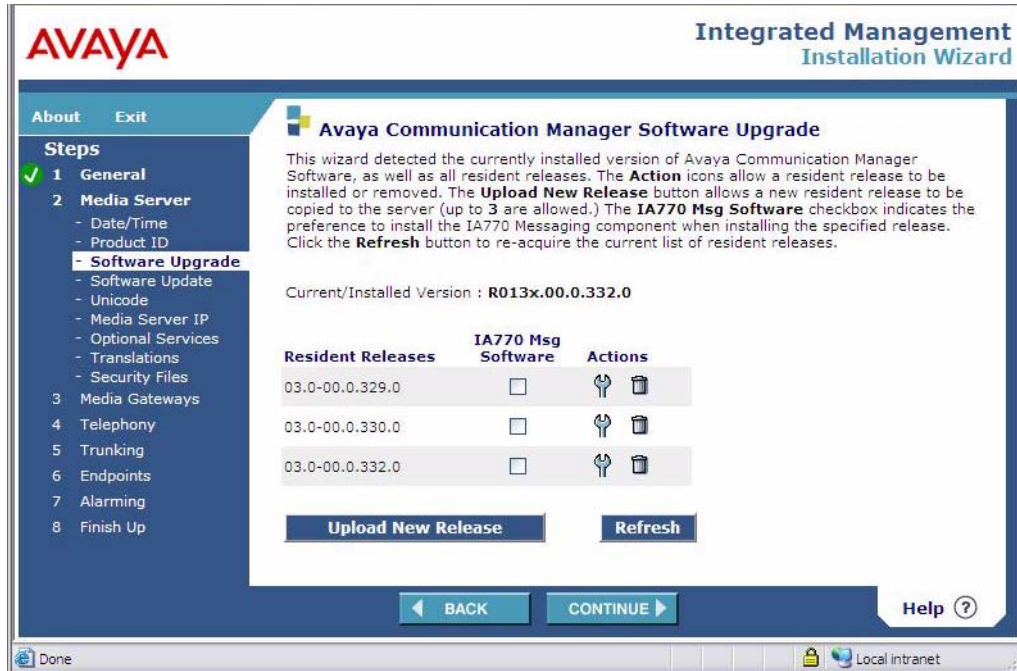 AVAYA
Integrated Management
Installation Wizard
About Exit
Steps
1 General
2 Media Server
- Date/Time
- Product ID
- Software Upgrade
- Software Update
- Unicode
- Media Server IP
- Optional Services
- Translations
- Security Files
3 Media Gateways
4 Telephony
5 Trunking
6 Endpoints
7 Alarming
8 Finish Up
Avaya Communication Manager Software Upgrade
This wizard detected the currently installed version of Avaya Communication Manager
Software, as well as all resident releases. The Action icons allow a resident release to be
installed or removed. The Upload New Release button allows a new resident release to be
copied to the server (up to 3 are allowed.) The IA770 Msg Software checkbox indicates the
preference to install the IA770 Messaging component when installing the specified release.
Click the Refresh button to re-acquire the current list of resident releases.
Current/Installed Version : R013x.00.0.332.0
IA770 Msg
Resident Releases Software Actions
03.0-00.0.329.0
03.0-00.0.330.0
03.0-00.0.332.0
Upload New Release Refresh
BACK CONTINUE
Help ?
Done Local intranet